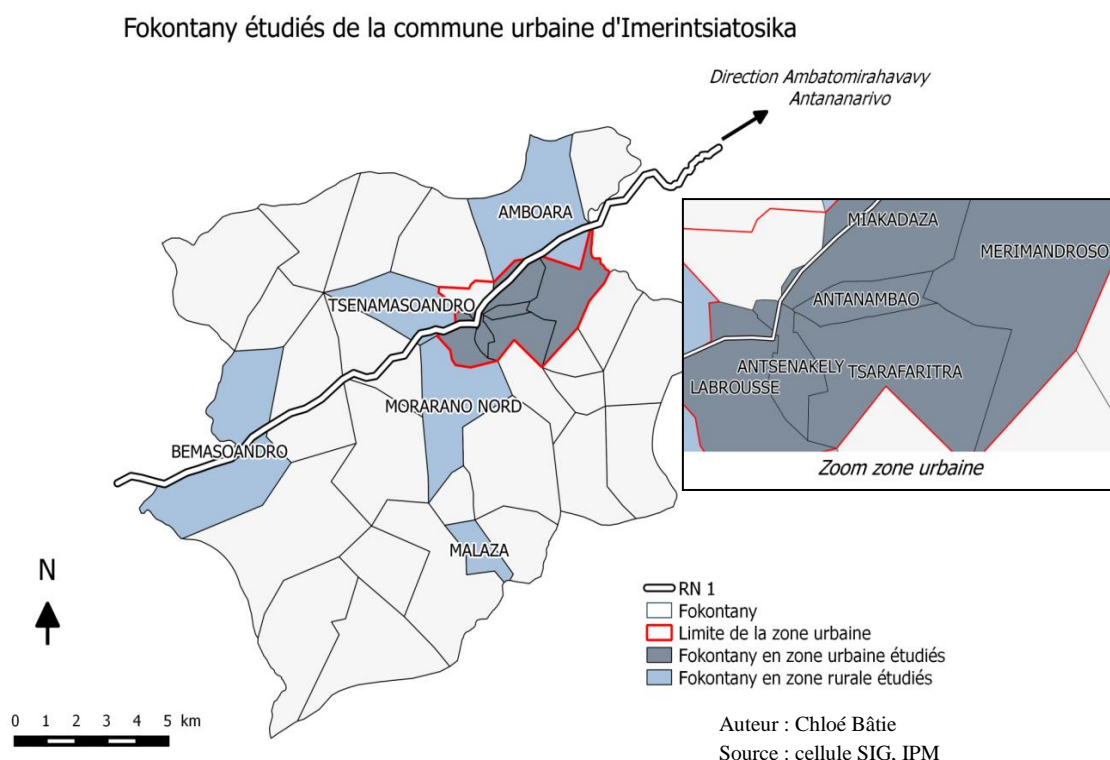 Fokontany étudiés de la commune urbaine d'Imerintsiatosika
Direction Ambatomirahavavy
Antananarivo
AMBOARA
TSENAMASOANDRO
MORARANO NORD
BEMASOANDRO
MALAZA
MIAKADAZA
MERIMANDROSO
ANTANAMBAO
ANTSENAKELY
TSARAFARITRA
LABROUSSE
Zoom zone urbaine
N
0 1 2 3 4 5 km
RN 1
Fokontany
Limite de la zone urbaine
Fokontany en zone urbaine étudiés
Fokontany en zone rurale étudiés
Auteur : Chloé Bâtie
Source : cellule SIG, IPM